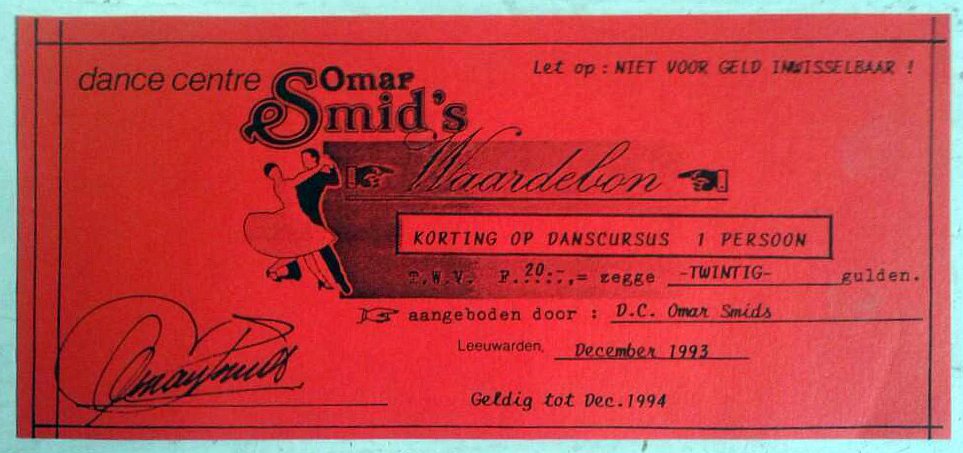 dance centre Omar
Smid's
Let op : NIET VOOR GELD INWISSELBAAR !
Waardebon
KORTING OP DANSCURSUS 1 PERSOON
T.W.V. F. 20.-,= zegge -TWINTIG- gulden.
aangeboden door : D.C. Omar Smids
Leeuwarden, December 1993
Geldig tot Dec.1994